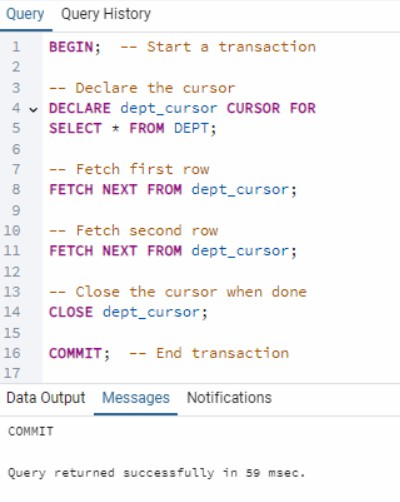 Query Query History
1 BEGIN; -- Start a transaction
2
3 -- Declare the cursor
4 DECLARE dept_cursor CURSOR FOR
5 SELECT * FROM DEPT;
6
7 -- Fetch first row
8 FETCH NEXT FROM dept_cursor;
9
10 -- Fetch second row
11 FETCH NEXT FROM dept_cursor;
12
13 -- Close the cursor when done
14 CLOSE dept_cursor;
15
16 COMMIT; -- End transaction
17
Data Output Messages Notifications
COMMIT
Query returned successfully in 59 msec.